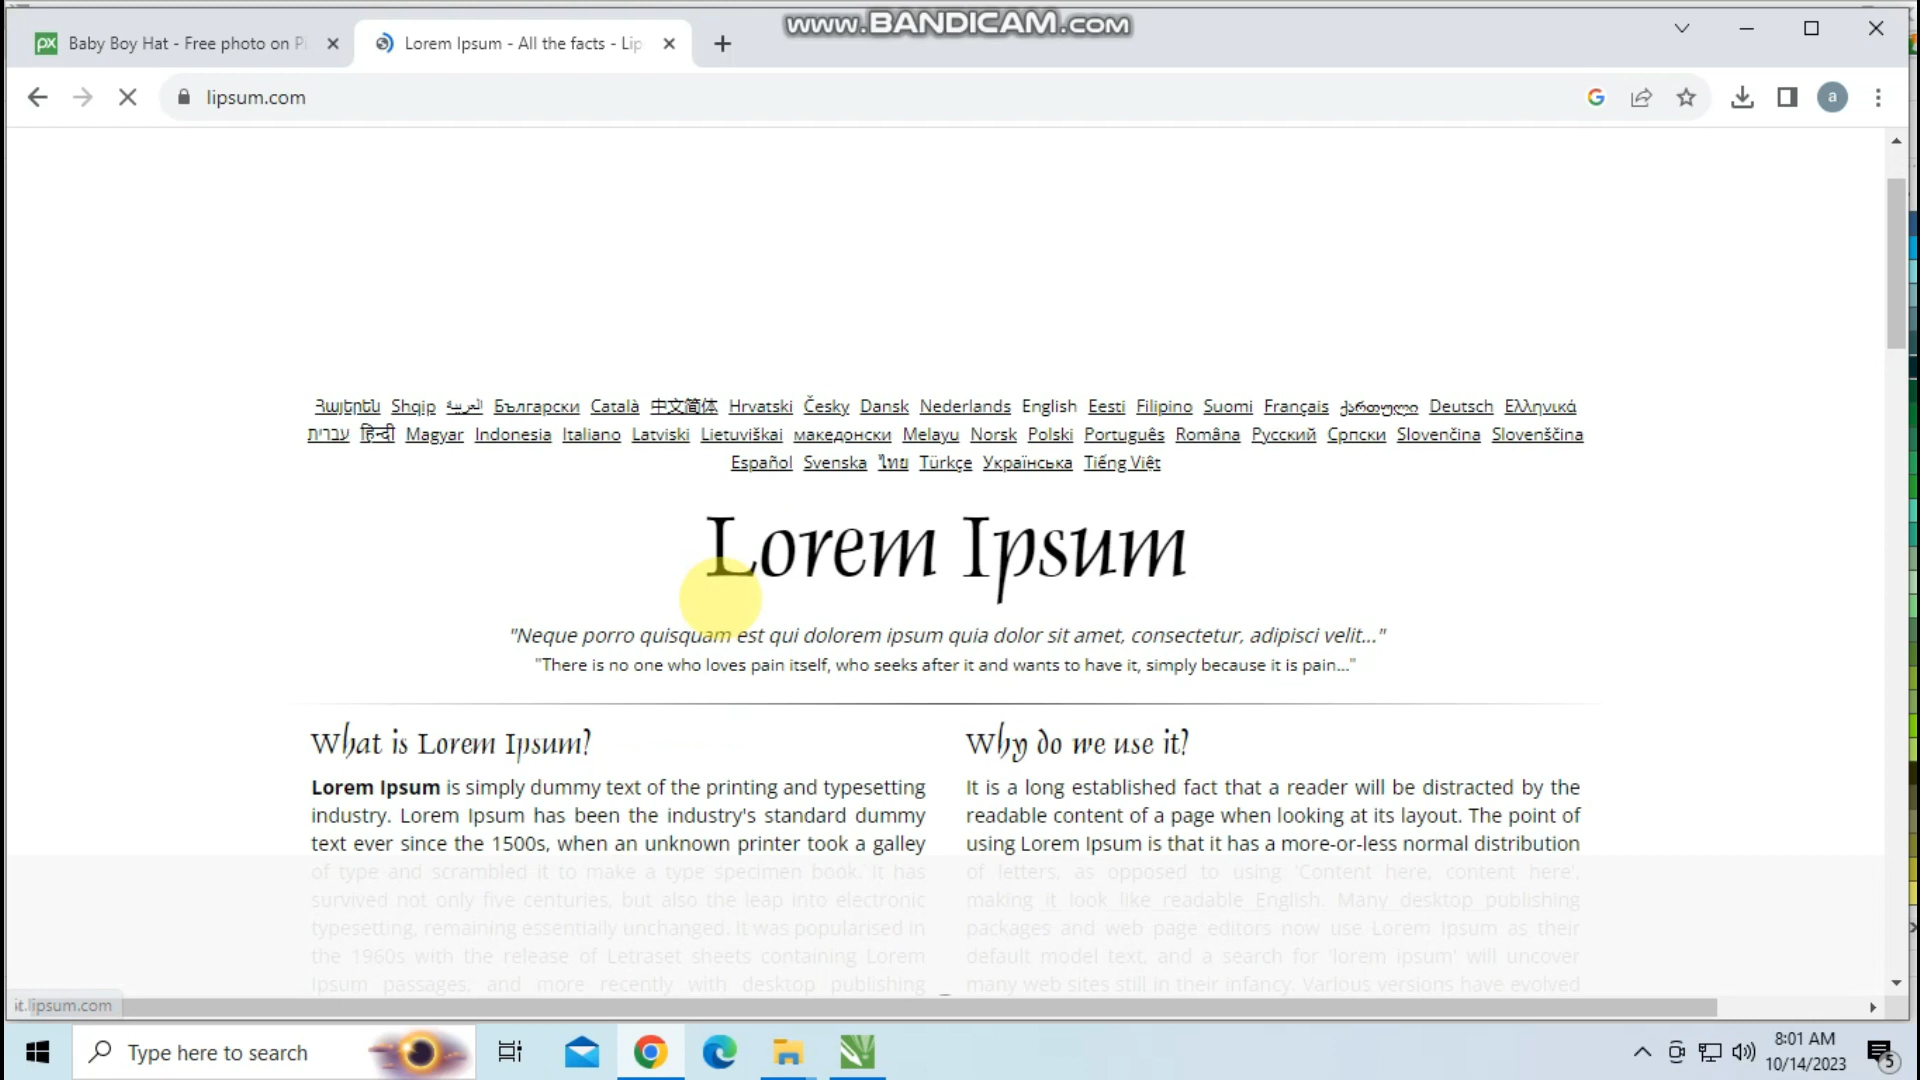 www.BANDICAM.com
Baby Boy Hat - Free photo on Pi
Lorem Ipsum - All the facts - Lip
lipsum.com
a
Հայերեն Shqip العربية Български Català 中文简体 Hrvatski Česky Dansk Nederlands English Eesti Filipino Suomi Français ქართული Deutsch Ελληνικά
עברית हिन्दी Magyar Indonesia Italiano Latviski Lietuviškai македонски Melayu Norsk Polski Português Româna Pyccкий Српски Slovenčina Slovenščina
Español Svenska ไทย Türkçe Українська Tiếng Việt
Lorem Ipsum
"Neque porro quisquam est qui dolorem ipsum quia dolor sit amet, consectetur, adipisci velit..."
"There is no one who loves pain itself, who seeks after it and wants to have it, simply because it is pain..."
What is Lorem Ipsum?
Lorem Ipsum is simply dummy text of the printing and typesetting
industry. Lorem Ipsum has been the industry's standard dummy
text ever since the 1500s, when an unknown printer took a galley
of type and scrambled it to make a type specimen book. It has
survived not only five centuries, but also the leap into electronic
typesetting, remaining essentially unchanged. It was popularised in
the 1960s with the release of Letraset sheets containing Lorem
Ipsum passages, and more recently with desktop publishing
Why do we use it?
It is a long established fact that a reader will be distracted by the
readable content of a page when looking at its layout. The point of
using Lorem Ipsum is that it has a more-or-less normal distribution
of letters, as opposed to using 'Content here, content here',
making it look like readable English. Many desktop publishing
packages and web page editors now use Lorem Ipsum as their
default model text, and a search for 'lorem ipsum' will uncover
many web sites still in their infancy. Various versions have evolved
it.lipsum.com
Type here to search
8:01 AM
10/14/2023
5